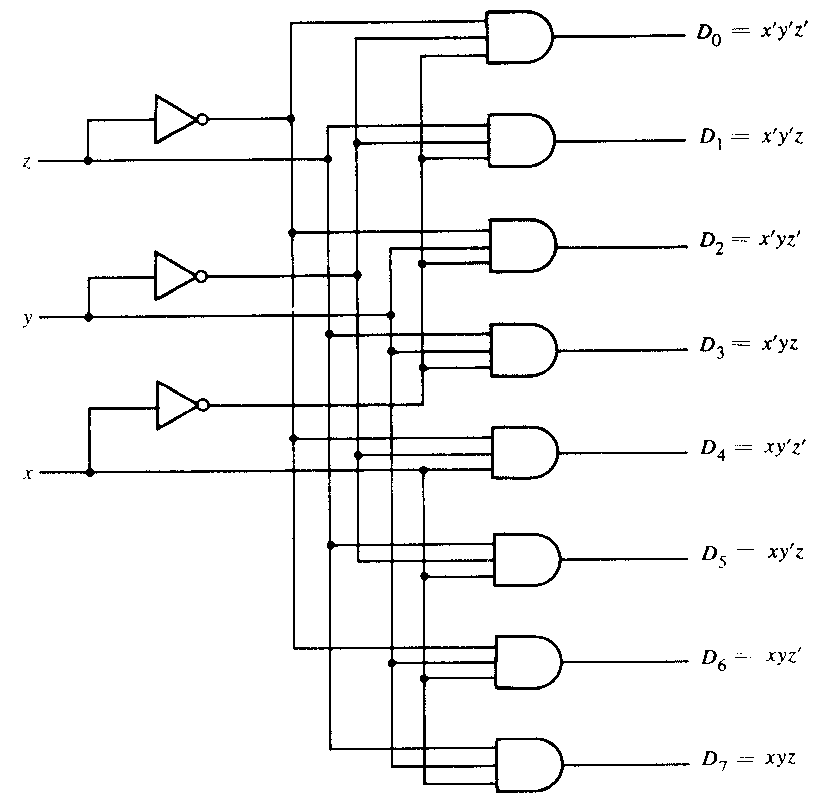 D₀ = x′y′z′
D₁ = x′y′z
z
D₂ = x′yz′
y
D₃ = x′yz
D₄ = xy′z′
x
D₅ = xy′z
D₆ = xyz′
D₇ = xyz